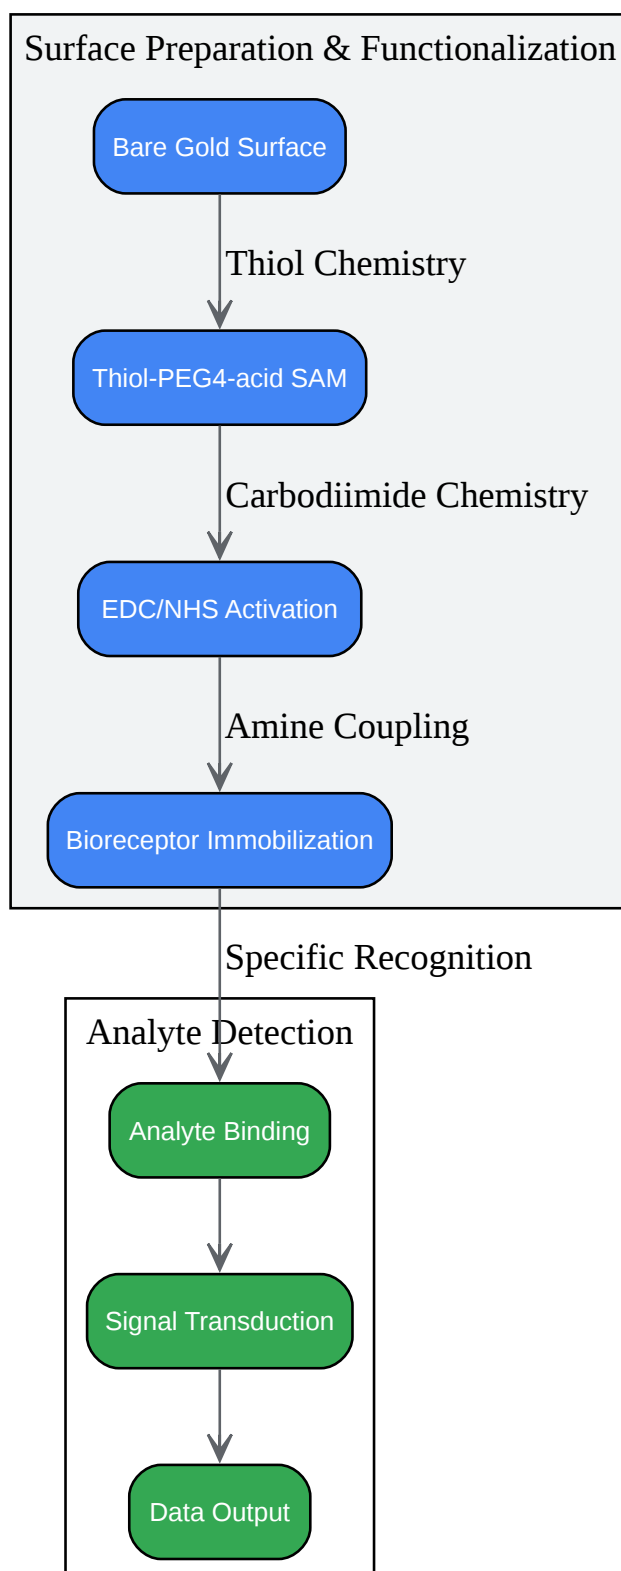 Surface Preparation & Functionalization
Bare Gold Surface
Thiol Chemistry
Thiol-PEG4-acid SAM
Carbodiimide Chemistry
EDC/NHS Activation
Amine Coupling
Bioreceptor Immobilization
Specific Recognition
Analyte Detection
Analyte Binding
Signal Transduction
Data Output